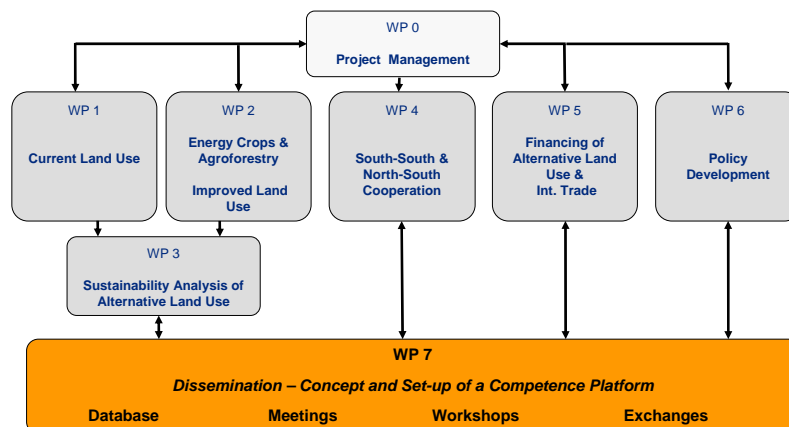 WP 0
Project Management
WP 1
Current Land Use
WP 2
Energy Crops &
Agroforestry
Improved Land
Use
WP 4
South-South &
North-South
Cooperation
WP 5
Financing of
Alternative Land
Use &
Int. Trade
WP 6
Policy
Development
WP 3
Sustainability Analysis of
Alternative Land Use
WP 7
Dissemination – Concept and Set-up of a Competence Platform
Database Meetings Workshops Exchanges